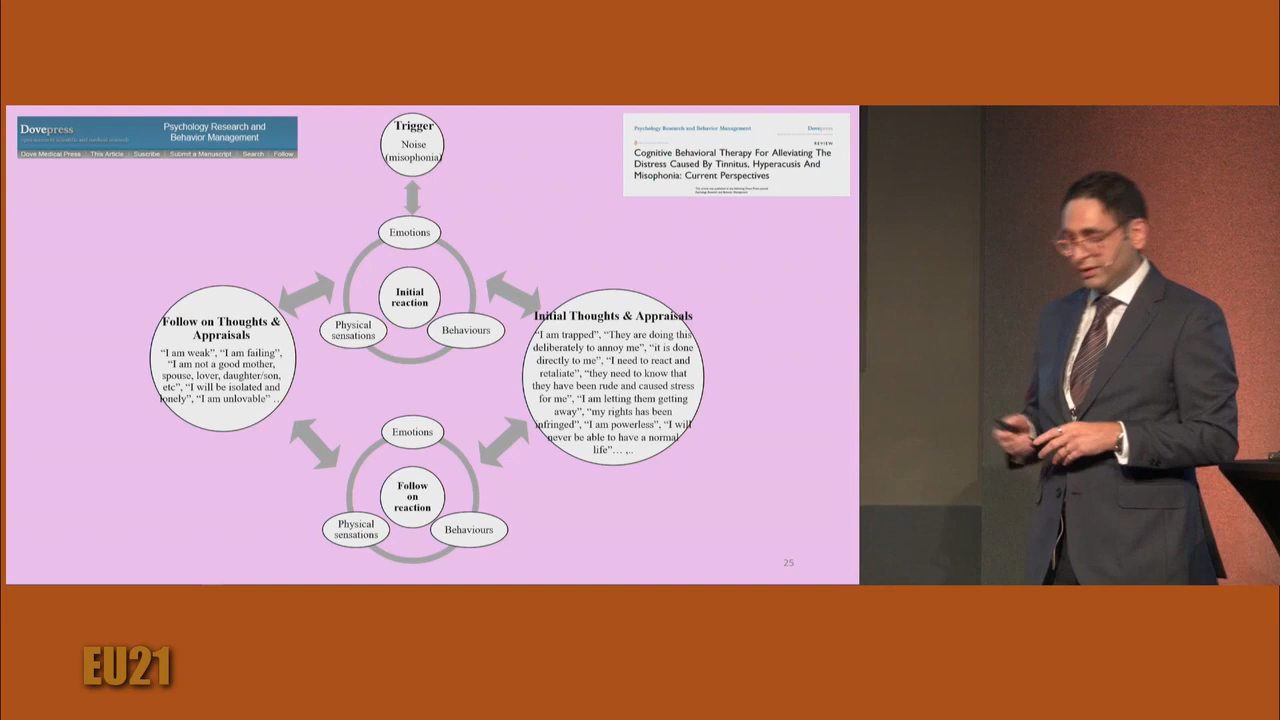 Dovepress
Psychology Research and
Behavior Management
Dove Medical Press | This Article | Suscribe | Submit a Manuscript | Search | Follow
Trigger
Noise
(misophonia)
Psychology Research and Behavior Management
Dovepress
REVIEW
Cognitive Behavioral Therapy For Alleviating The
Distress Caused By Tinnitus, Hyperacusis And
Misophonia: Current Perspectives
Emotions
Initial
reaction
Physical
sensations
Behaviours
Follow on Thoughts &
Appraisals
“I am weak”, “I am failing”,
“I am not a good mother,
spouse, lover, daughter/son,
etc”, “I will be isolated and
lonely”, “I am unlovable” …
Initial Thoughts & Appraisals
“I am trapped”, “They are doing this
deliberately to annoy me”, “it is done
directly to me”, “I need to react and
retaliate”, “they need to know that
they have been rude and caused stress
for me”, “I am letting them getting
away”, “my rights has been
infringed”, “I am powerless”, “I will
never be able to have a normal
life”… ,..
Emotions
Follow
on
reaction
Physical
sensations
Behaviours
25
EU21